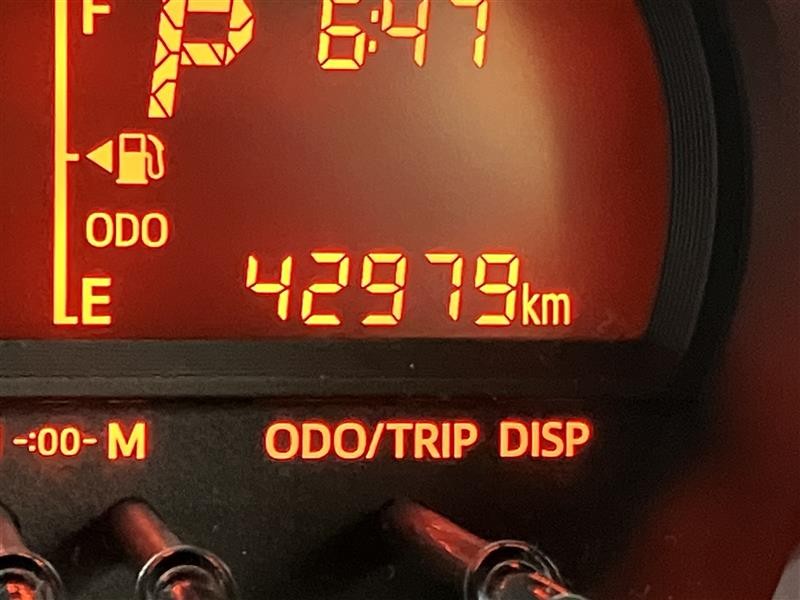 F P 6:47
ODO
E 42979km
-:00- M ODO/TRIP DISP